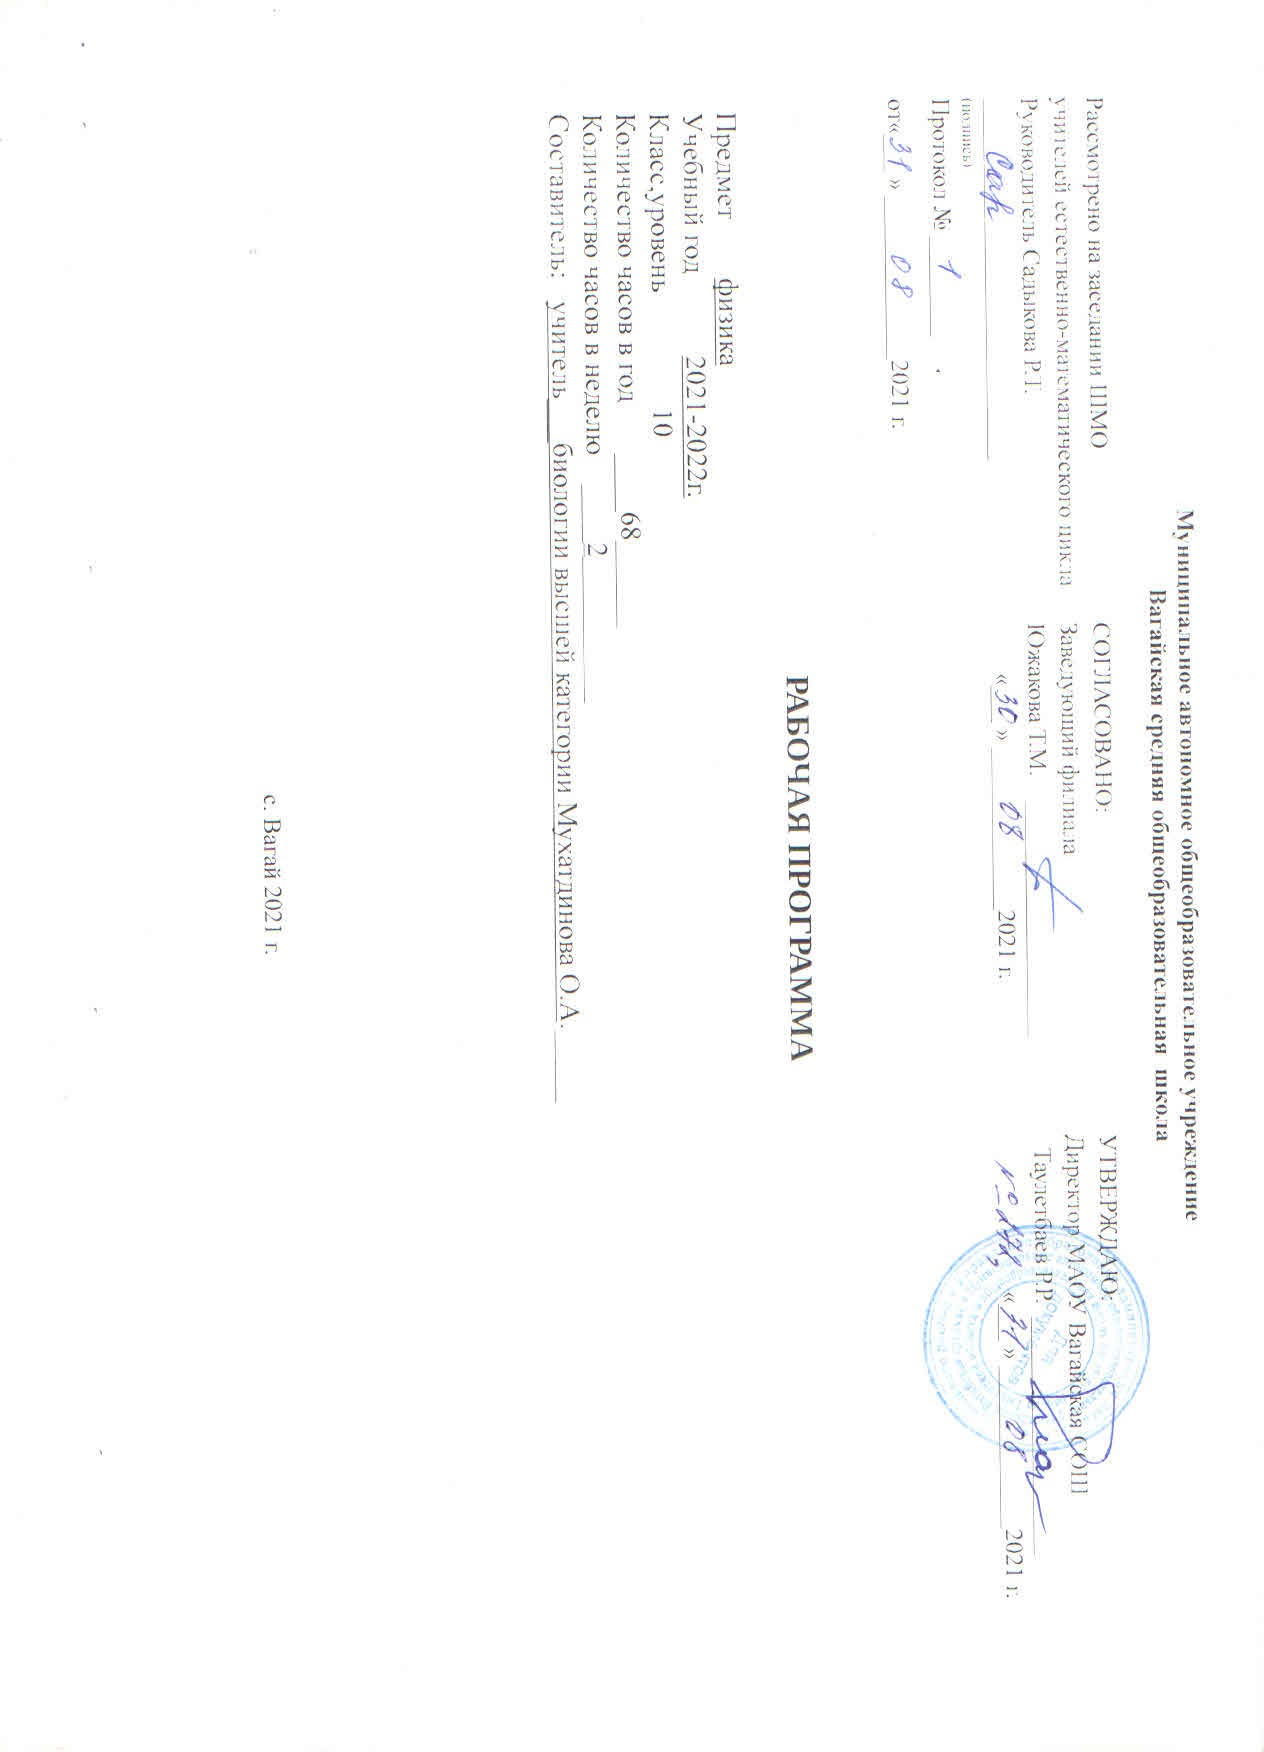 Муниципальное автономное общеобразовательное учреждение
Вагайская средняя общеобразовательная школа
Рассмотрено на заседании ШМО
учителей естественно-математического цикла
Руководитель Садыкова Р.Т.
(подпись)
Протокол № 1
от«31» 08 2021 г.
СОГЛАСОВАНО:
Заведующий филиала
Южакова Т.М.
«30» 08 2021 г.
УТВЕРЖДАЮ:
Директор МАОУ Вагайская СОШ
Таулетбаев Р.Р.
«31» 08 2021 г.
РАБОЧАЯ ПРОГРАММА
Предмет физика
Учебный год 2021-2022г.
Класс,уровень 10
Количество часов в год 68
Количество часов в неделю 2
Составитель: учитель биологии высшей категории Мухатдинова О.А.
с. Вагай 2021 г.